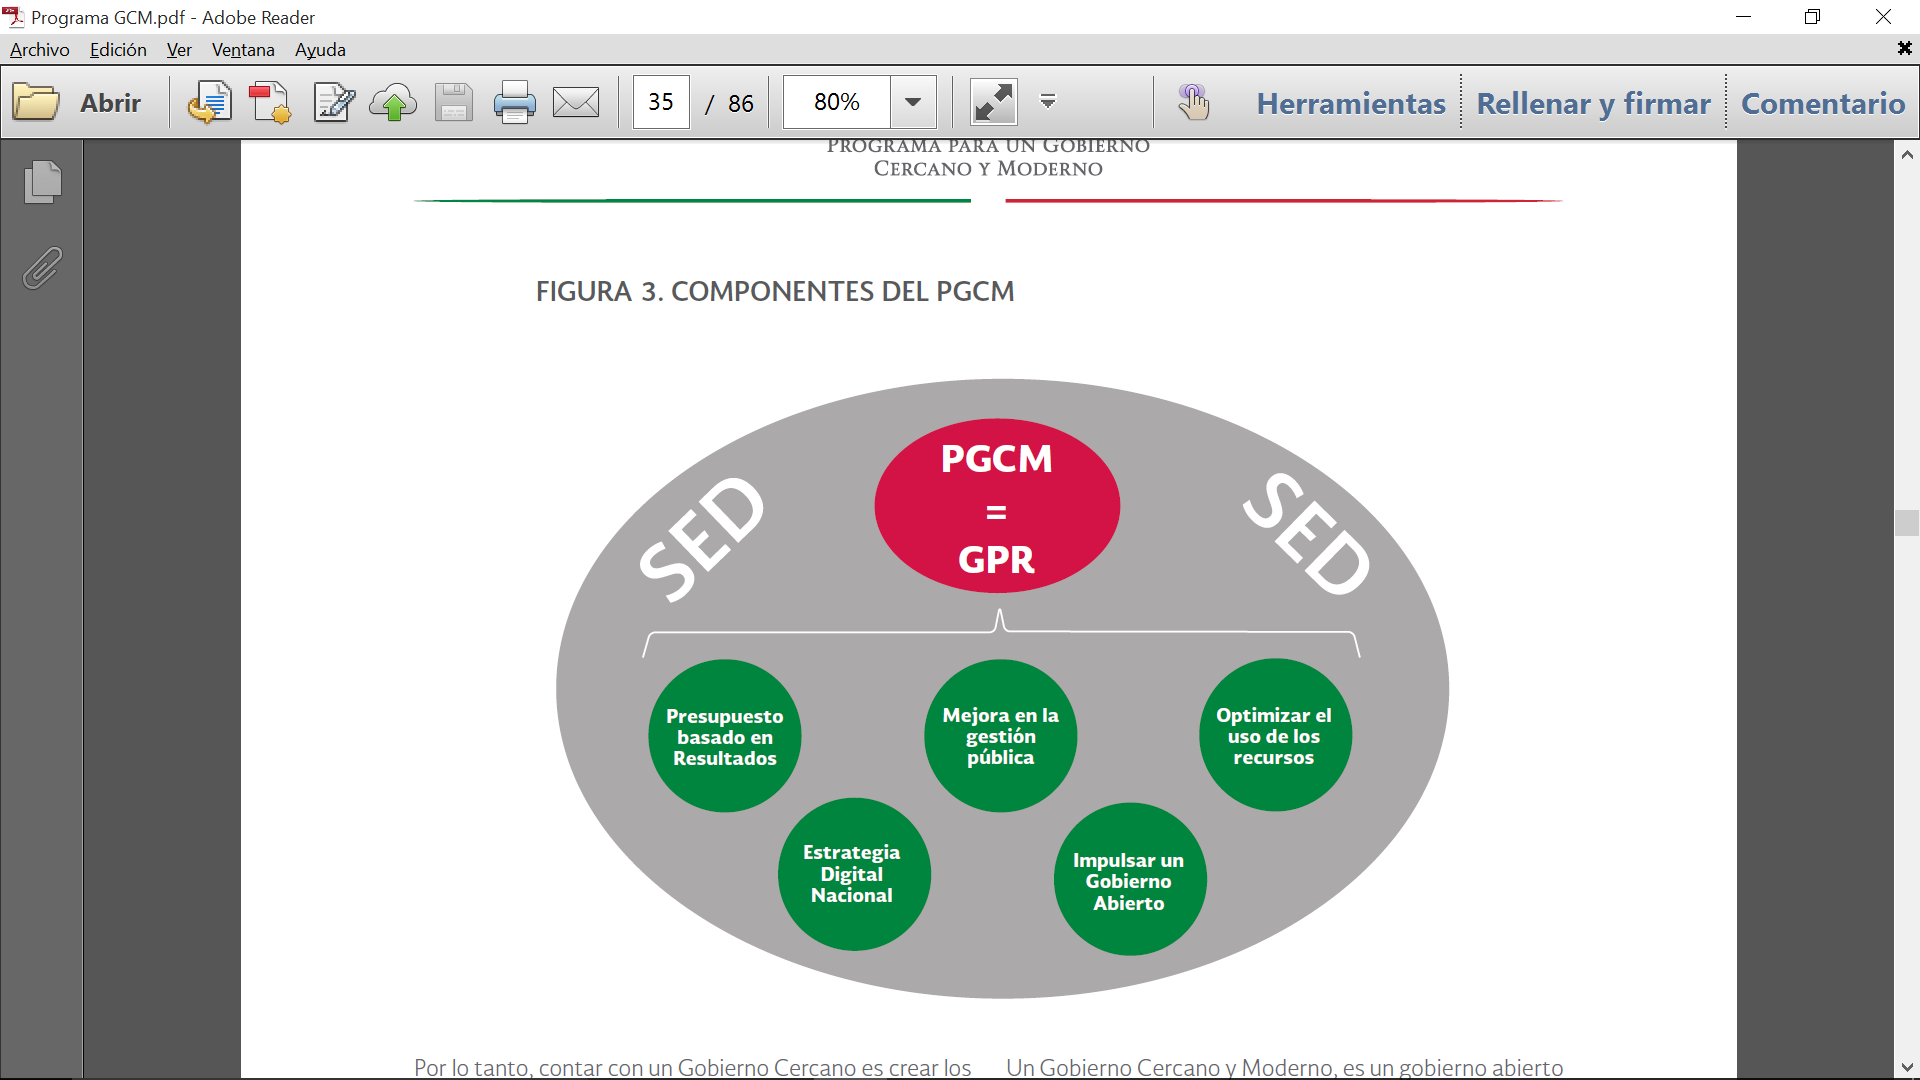 Programa GCM.pdf - Adobe Reader
Archivo Edición Ver Ventana Ayuda
Abrir 35 / 86 80% Herramientas Rellenar y firmar Comentario
PROGRAMA PARA UN GOBIERNO
CERCANO Y MODERNO
FIGURA 3. COMPONENTES DEL PGCM
PGCM
=
GPR
SED
SED
Presupuesto
basado en
Resultados
Mejora en la
gestión
pública
Optimizar el
uso de los
recursos
Estrategia
Digital
Nacional
Impulsar un
Gobierno
Abierto
Por lo tanto, contar con un Gobierno Cercano es crear los
Un Gobierno Cercano y Moderno, es un gobierno abierto